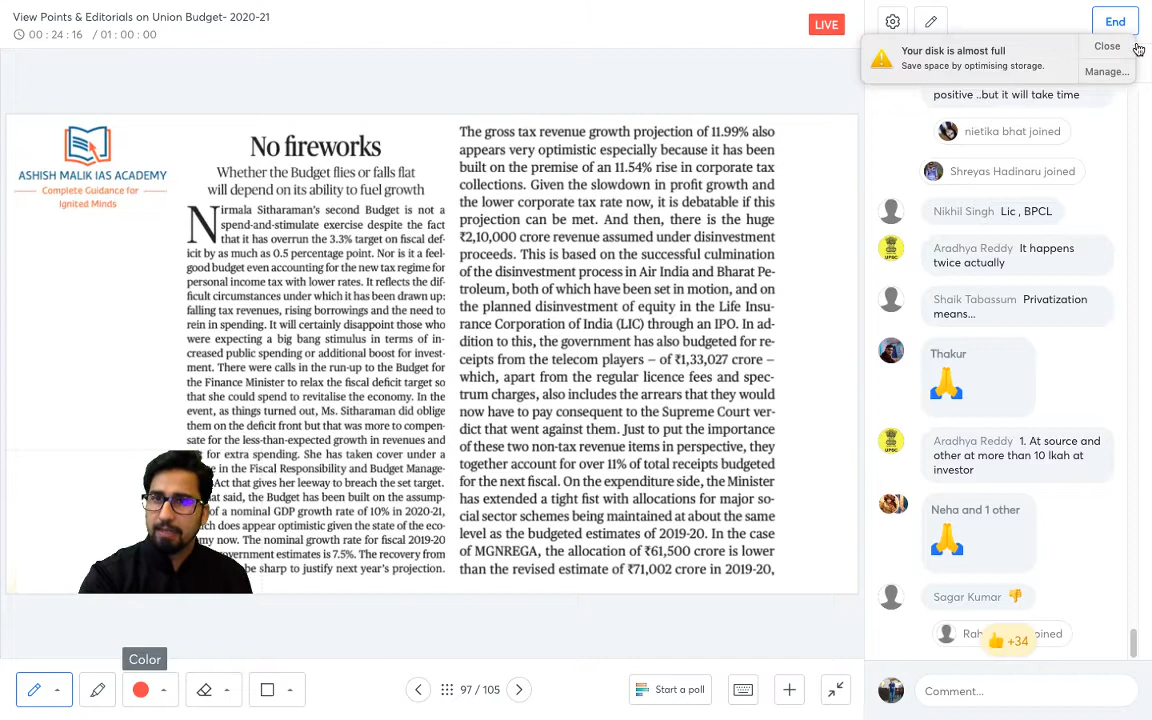 View Points & Editorials on Union Budget- 2020-21
00 : 24 : 16 / 01 : 00 : 00
LIVE
End
Your disk is almost full
Save space by optimising storage.
Close
Manage...
ASHISH MALIK IAS ACADEMY
Complete Guidance for
Ignited Minds
No fireworks
Whether the Budget flies or falls flat
will depend on its ability to fuel growth
Nirmala Sitharaman's second Budget is not a
spend-and-stimulate exercise despite the fact
that it has overrun the 3.3% target on fiscal def-
icit by as much as 0.5 percentage point. Nor is it a feel-
good budget even accounting for the new tax regime for
personal income tax with lower rates. It reflects the dif-
ficult circumstances under which it has been drawn up:
falling tax revenues, rising borrowings and the need to
rein in spending. It will certainly disappoint those who
were expecting a big bang stimulus in terms of in-
creased public spending or additional boost for invest-
ment. There were calls in the run-up to the Budget for
the Finance Minister to relax the fiscal deficit target so
that she could spend to revitalise the economy. In the
event, as things turned out, Ms. Sitharaman did oblige
them on the deficit front but that was more to compen-
sate for the less-than-expected growth in revenues and
for extra spending. She has taken cover under a
in the Fiscal Responsibility and Budget Manage-
Act that gives her leeway to breach the set target.
said, the Budget has been built on the assump-
of a nominal GDP growth rate of 10% in 2020-21,
does appear optimistic given the state of the eco-
now. The nominal growth rate for fiscal 2019-20
government estimates is 7.5%. The recovery from
be sharp to justify next year's projection.
The gross tax revenue growth projection of 11.99% also
appears very optimistic especially because it has been
built on the premise of an 11.54% rise in corporate tax
collections. Given the slowdown in profit growth and
the lower corporate tax rate now, it is debatable if this
projection can be met. And then, there is the huge
₹2,10,000 crore revenue assumed under disinvestment
proceeds. This is based on the successful culmination
of the disinvestment process in Air India and Bharat Pe-
troleum, both of which have been set in motion, and on
the planned disinvestment of equity in the Life Insu-
rance Corporation of India (LIC) through an IPO. In ad-
dition to this, the government has also budgeted for re-
ceipts from the telecom players — of ₹1,33,027 crore —
which, apart from the regular licence fees and spec-
trum charges, also includes the arrears that they would
now have to pay consequent to the Supreme Court ver-
dict that went against them. Just to put the importance
of these two non-tax revenue items in perspective, they
together account for over 11% of total receipts budgeted
for the next fiscal. On the expenditure side, the Minister
has extended a tight fist with allocations for major so-
cial sector schemes being maintained at about the same
level as the budgeted estimates of 2019-20. In the case
of MGNREGA, the allocation of ₹61,500 crore is lower
than the revised estimate of ₹71,002 crore in 2019-20,
positive ..but it will take time
nietika bhat joined
Shreyas Hadinaru joined
Nikhil Singh Lic , BPCL
Aradhya Reddy It happens
twice actually
Shaik Tabassum Privatization
means...
Thakur
Aradhya Reddy 1. At source and
other at more than 10 lkah at
investor
Neha and 1 other
Sagar Kumar
+34
Color
97 / 105
Start a poll
Comment...